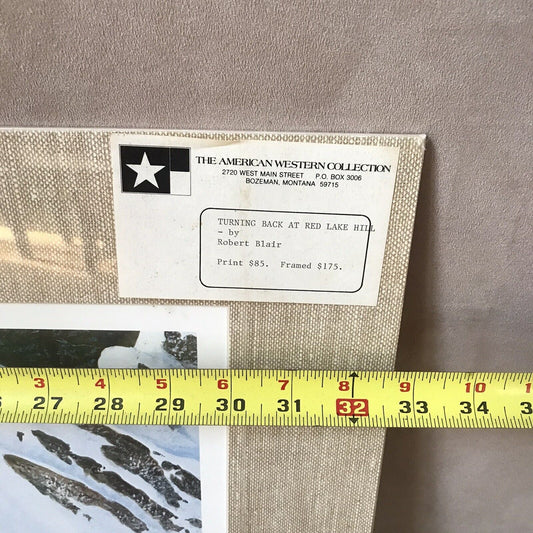 THE AMERICAN WESTERN COLLECTION
2720 WEST MAIN STREET P.O. BOX 3006
BOZEMAN, MONTANA 59715
TURNING BACK AT RED LAKE HILL
- by
Robert Blair
Print $85. Framed $175.
3 4 5 6 7 8 9 10
27 28 29 30 31 32 33 34